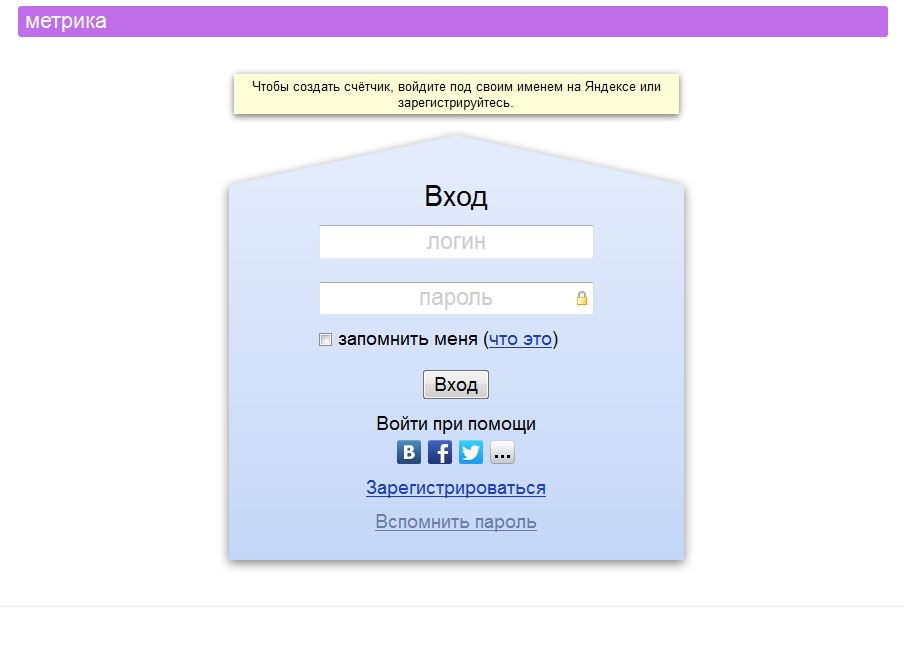 метрика
Чтобы создать счётчик, войдите под своим именем на Яндексе или
зарегистрируйтесь.
Вход
логин
пароль
запомнить меня (что это)
Вход
Войти при помощи
В f ...
Зарегистрироваться
Вспомнить пароль